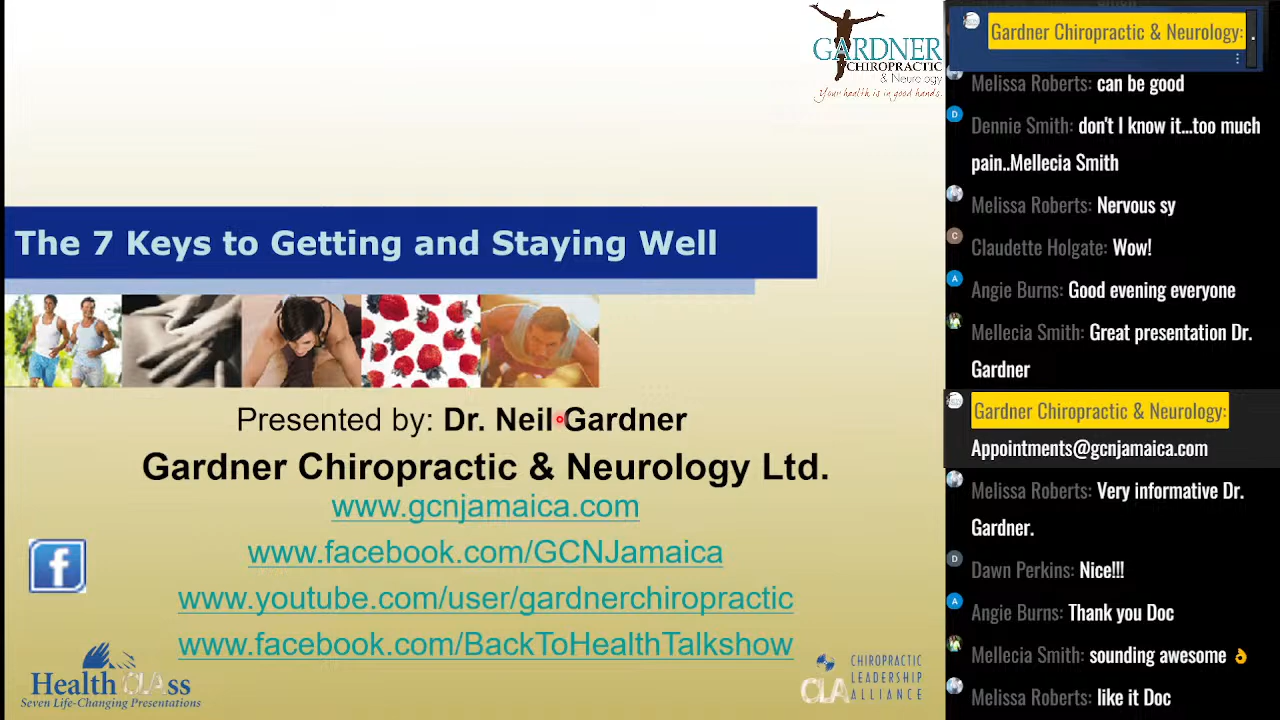 GARDNER
CHIROPRACTIC
& Neurology
Your health is in good hands.
The 7 Keys to Getting and Staying Well
Presented by: Dr. Neil Gardner
Gardner Chiropractic & Neurology Ltd.
www.gcnjamaica.com
www.facebook.com/GCNJamaica
www.youtube.com/user/gardnerchiropractic
www.facebook.com/BackToHealthTalkshow
f
Health CLAss
Seven Life-Changing Presentations
CLA
CHIROPRACTIC
LEADERSHIP
ALLIANCE
Gardner Chiropractic & Neurology: .
Melissa Roberts: can be good
D
Dennie Smith: don't I know it...too much
pain..Mellecia Smith
Melissa Roberts: Nervous sy
C
Claudette Holgate: Wow!
A
Angie Burns: Good evening everyone
Mellecia Smith: Great presentation Dr.
Gardner
Gardner Chiropractic & Neurology:
Appointments@gcnjamaica.com
Melissa Roberts: Very informative Dr.
Gardner.
D
Dawn Perkins: Nice!!!
A
Angie Burns: Thank you Doc
Mellecia Smith: sounding awesome 👌
Melissa Roberts: like it Doc